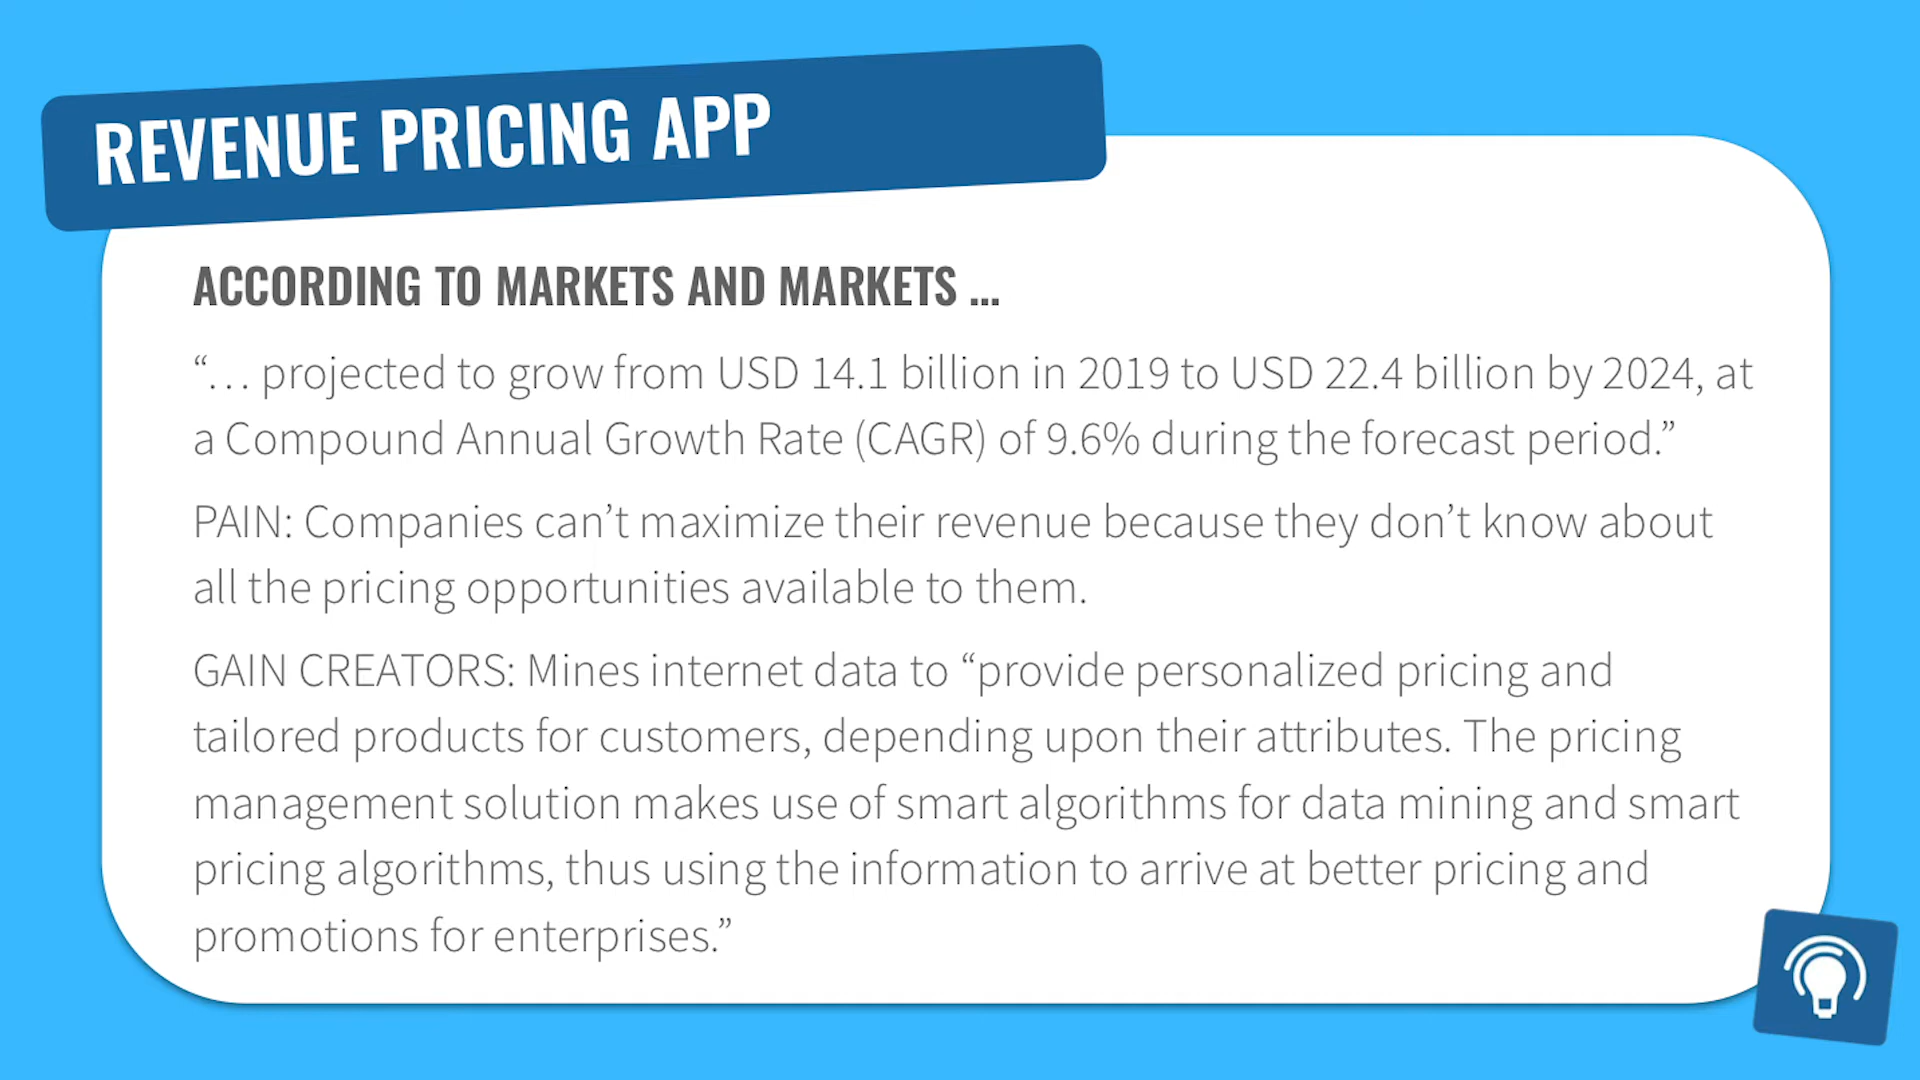 REVENUE PRICING APP
ACCORDING TO MARKETS AND MARKETS ...
“… projected to grow from USD 14.1 billion in 2019 to USD 22.4 billion by 2024, at
a Compound Annual Growth Rate (CAGR) of 9.6% during the forecast period.”
PAIN: Companies can’t maximize their revenue because they don’t know about
all the pricing opportunities available to them.
GAIN CREATORS: Mines internet data to “provide personalized pricing and
tailored products for customers, depending upon their attributes. The pricing
management solution makes use of smart algorithms for data mining and smart
pricing algorithms, thus using the information to arrive at better pricing and
promotions for enterprises.”